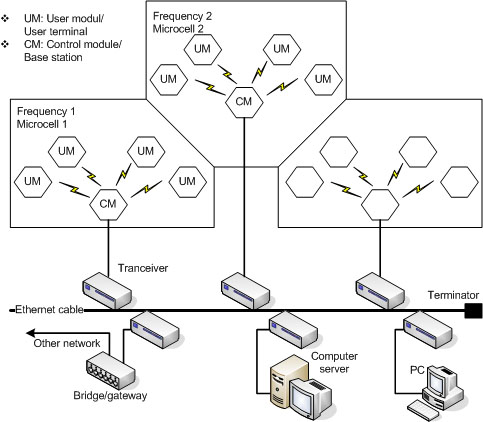 ❖ UM: User modul/
User terminal
❖ CM: Control module/
Base station
Frequency 2
Microcell 2
UM
UM
UM
UM
CM
Frequency 1
Microcell 1
UM
UM
UM
UM
CM
Tranceiver
Terminator
Ethernet cable
Other network
Bridge/gateway
Computer
server
PC